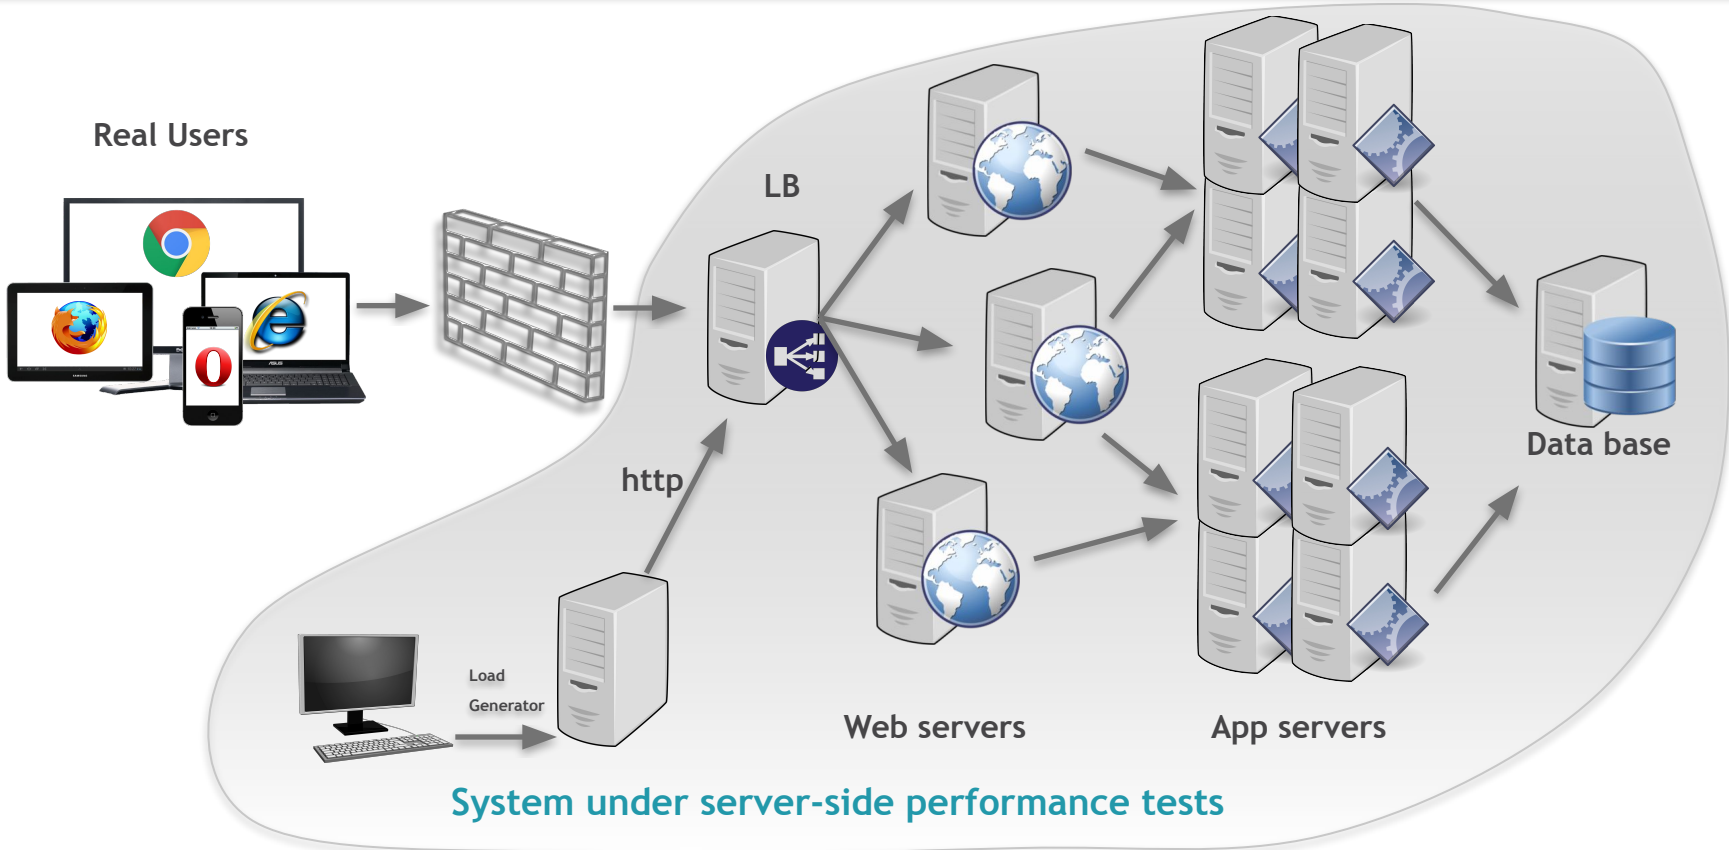 Real Users
LB
http
Load
Generator
Data base
Web servers
App servers
System under server-side performance tests